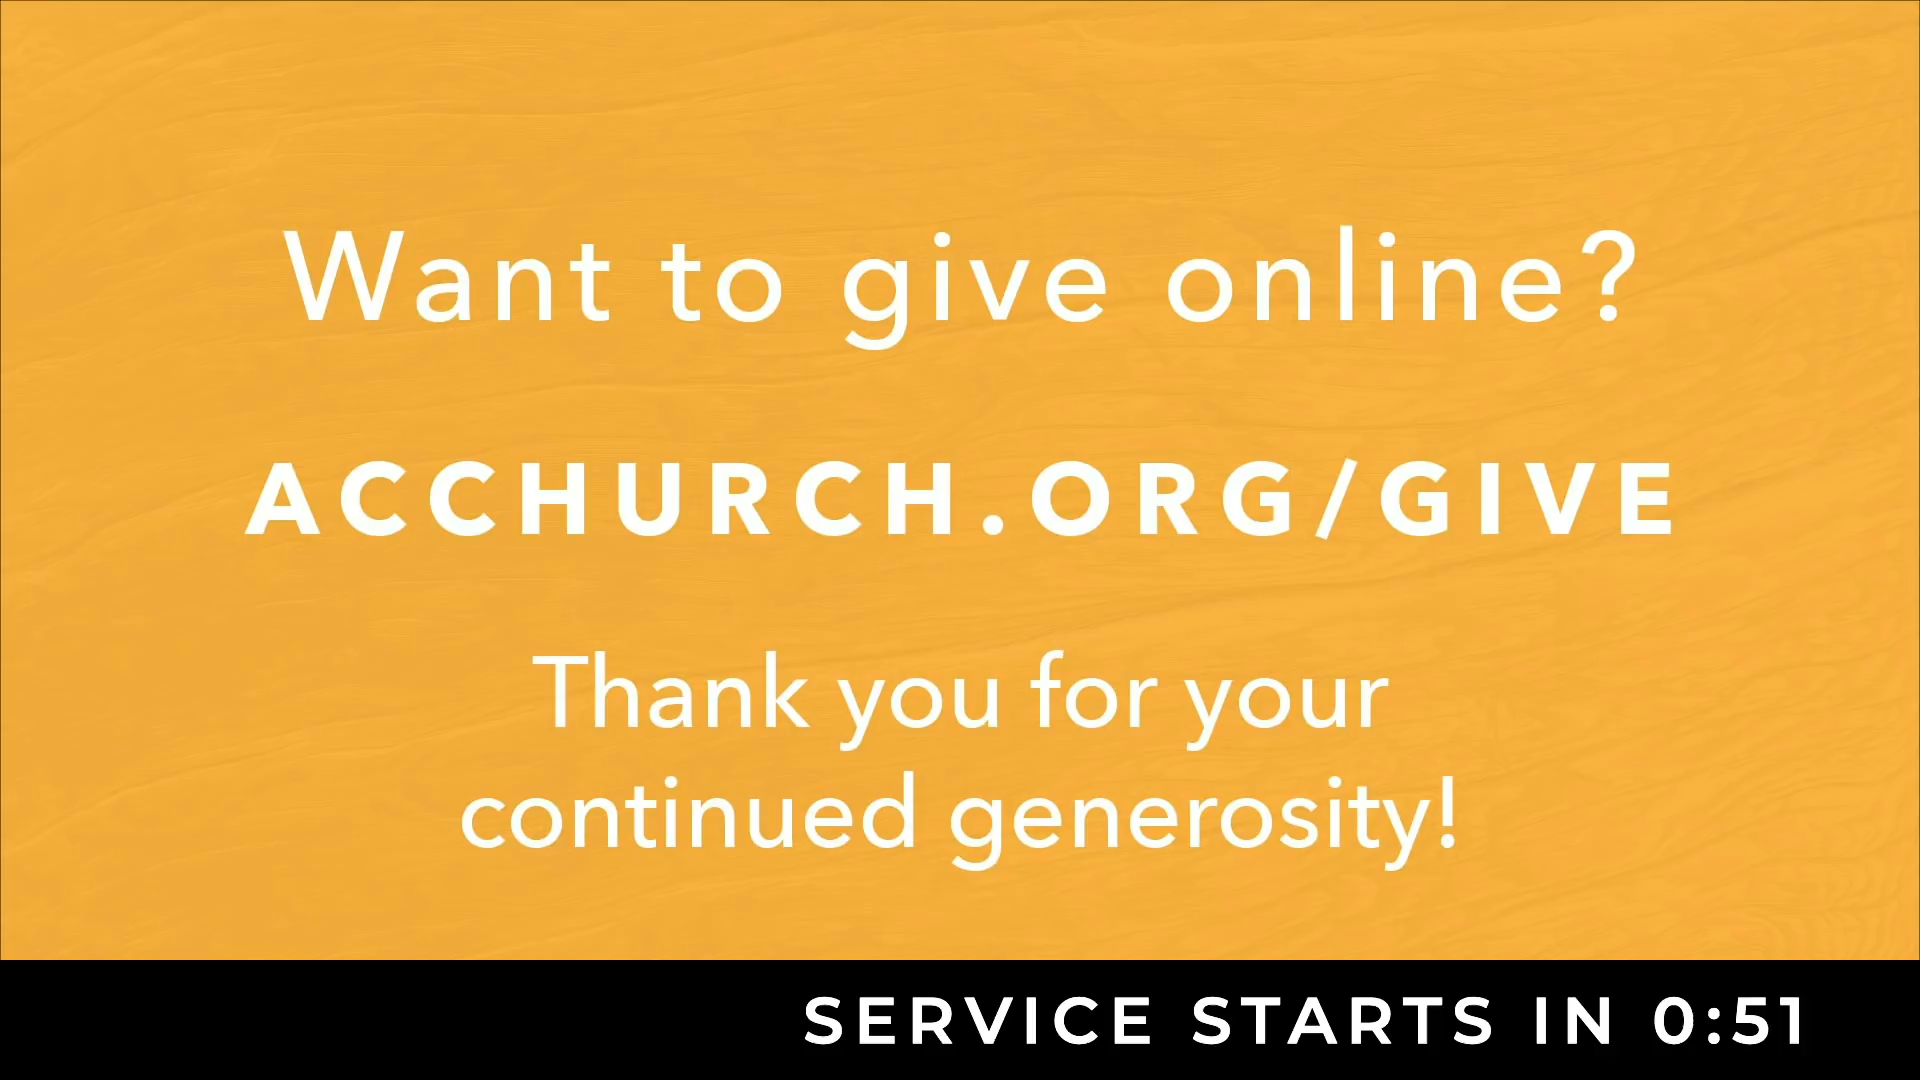 Want to give online?
ACCHURCH.ORG/GIVE
Thank you for your
continued generosity!
SERVICE STARTS IN 0:51